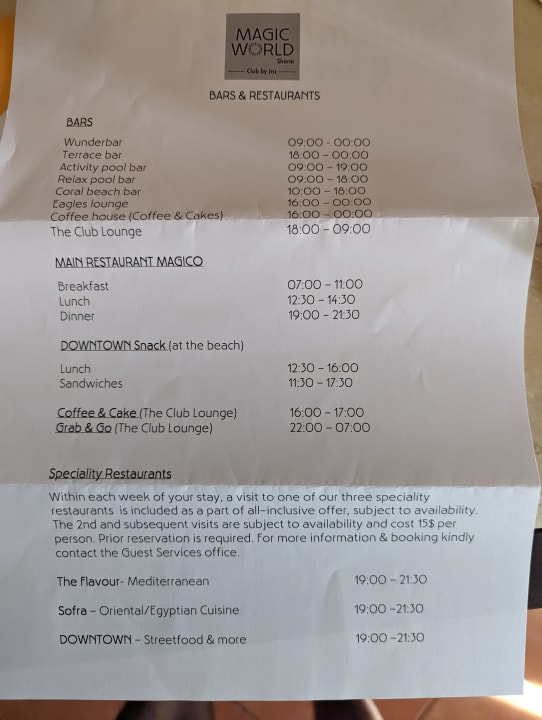 MAGIC
WORLD
Sharm
Club by Jaz
BARS & RESTAURANTS
BARS
Wunderbar 09:00 - 00:00
Terrace bar 18:00 – 00:00
Activity pool bar 09:00 – 19:00
Relax pool bar 09:00 – 18:00
Coral beach bar 10:00 – 18:00
Eagles lounge 16:00 – 00:00
Coffee house (Coffee & Cakes) 16:00 – 00:00
The Club Lounge 18:00 – 09:00
MAIN RESTAURANT MAGICO
Breakfast 07:00 – 11:00
Lunch 12:30 – 14:30
Dinner 19:00 – 21:30
DOWNTOWN Snack (at the beach)
Lunch 12:30 – 16:00
Sandwiches 11:30 – 17:30
Coffee & Cake (The Club Lounge) 16:00 – 17:00
Grab & Go (The Club Lounge) 22:00 – 07:00
Speciality Restaurants
Within each week of your stay, a visit to one of our three speciality
restaurants is included as a part of all-inclusive offer, subject to availability.
The 2nd and subsequent visits are subject to availability and cost 15$ per
person. Prior reservation is required. For more information & booking kindly
contact the Guest Services office.
The Flavour- Mediterranean 19:00 – 21:30
Sofra – Oriental/Egyptian Cuisine 19:00 –21:30
DOWNTOWN – Streetfood & more 19:00 –21:30